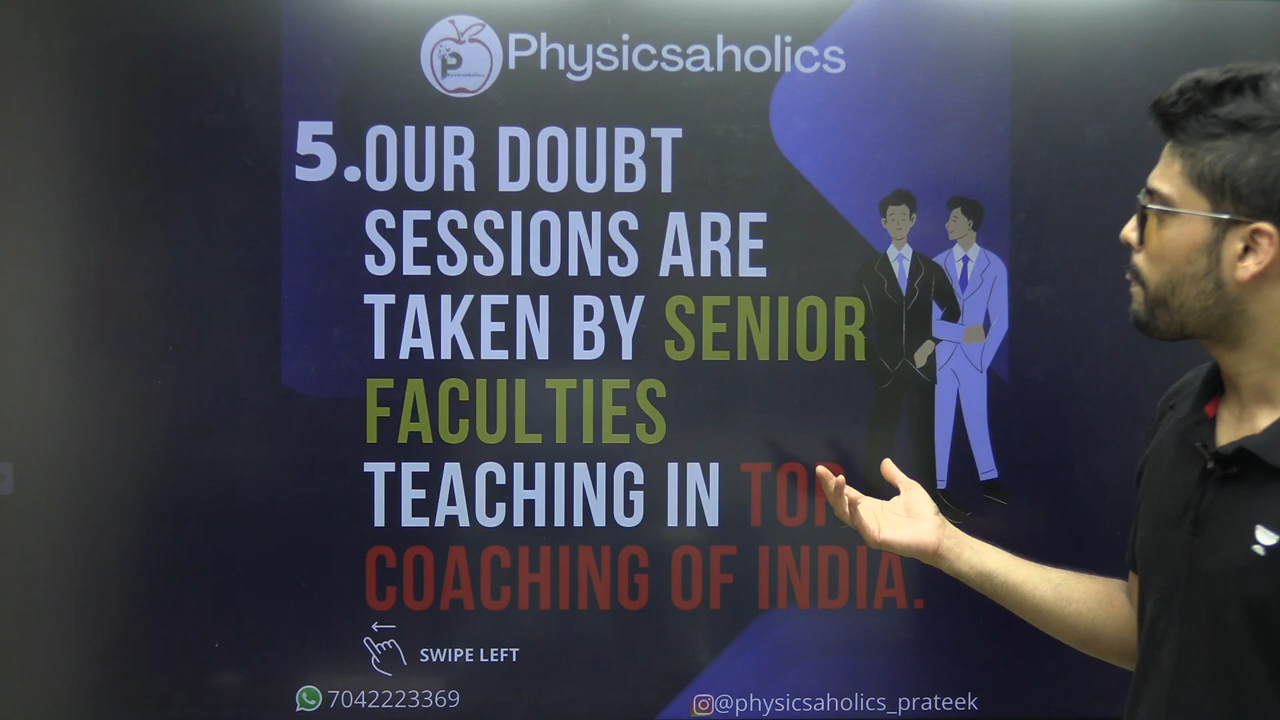 Physicsaholics
5.OUR DOUBT
SESSIONS ARE
TAKEN BY SENIOR
FACULTIES
TEACHING IN TOP
COACHING OF INDIA.
SWIPE LEFT
7042223369
@physicsaholics_prateek